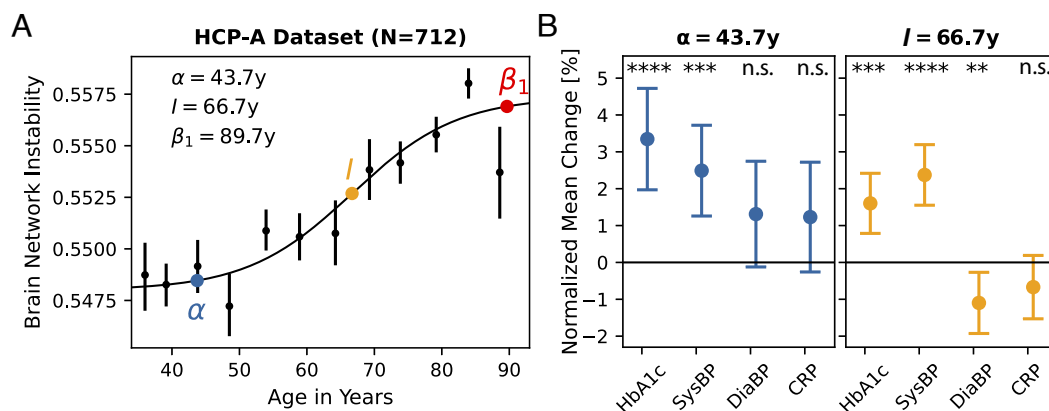 A
HCP-A Dataset (N=712)
α = 43.7y
I = 66.7y
β₁ = 89.7y
β₁
I
α
Brain Network Instability
0.5575
0.5550
0.5525
0.5500
0.5475
40 50 60 70 80 90
Age in Years
B
α = 43.7y
I = 66.7y
**** *** n.s. n.s.
*** **** ** n.s.
Normalized Mean Change [%]
5
4
3
2
1
0
−1
−2
HbA1c SysBP DiaBP CRP
HbA1c SysBP DiaBP CRP